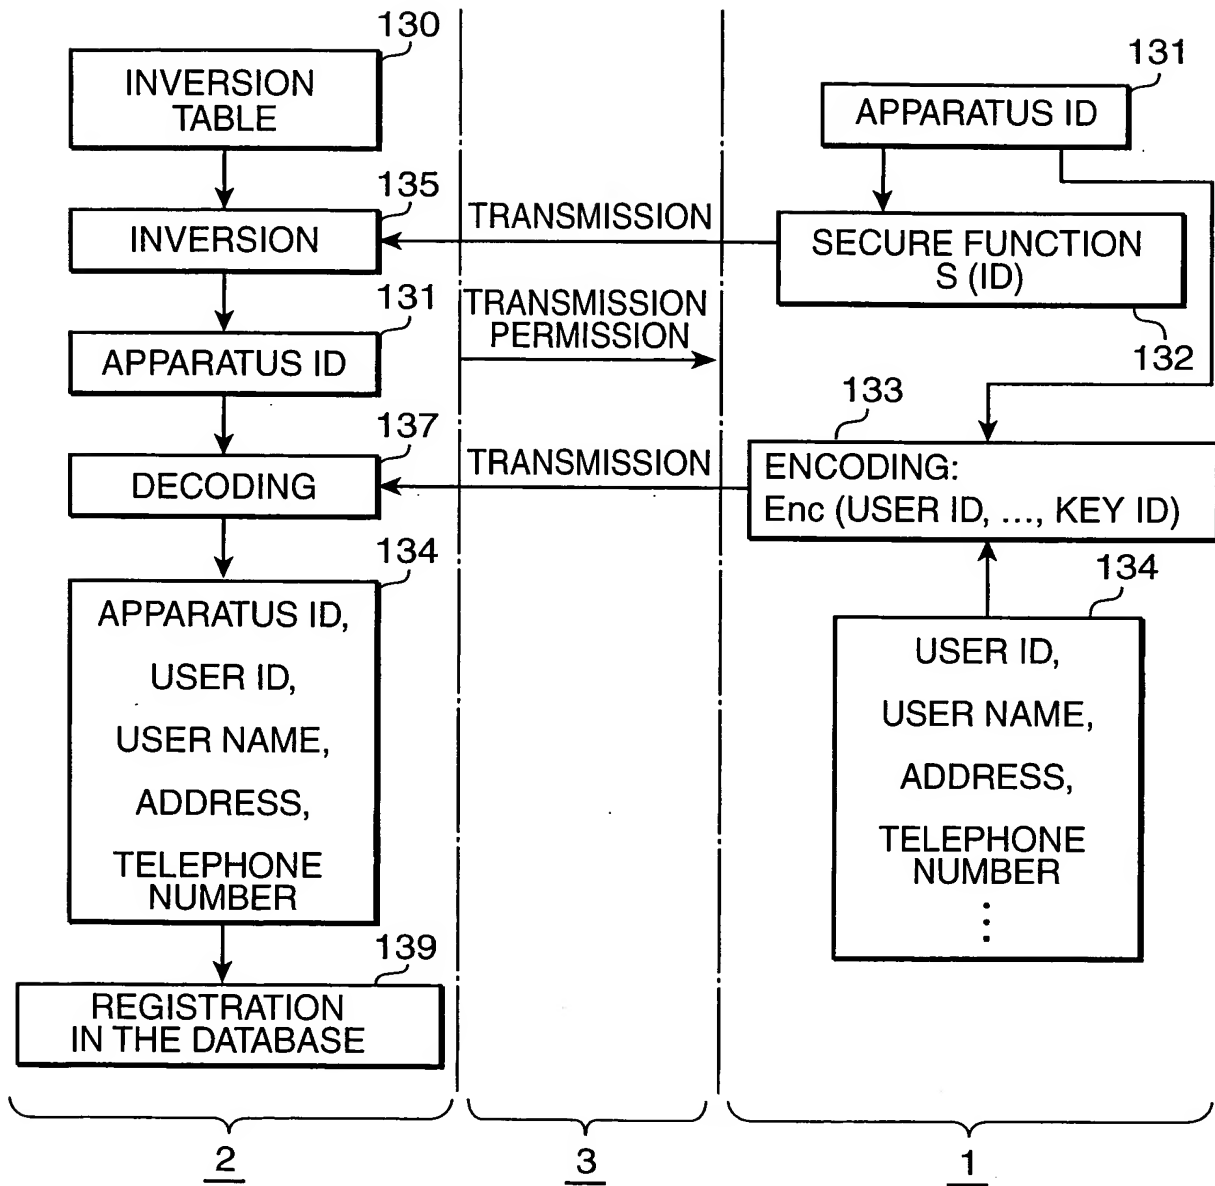 130
INVERSION
TABLE
135
INVERSION
131
APPARATUS ID
137
DECODING
134
APPARATUS ID,
USER ID,
USER NAME,
ADDRESS,
TELEPHONE
NUMBER
139
REGISTRATION
IN THE DATABASE
2
TRANSMISSION
TRANSMISSION
PERMISSION
TRANSMISSION
3
131
APPARATUS ID
SECURE FUNCTION
S (ID)
132
133
ENCODING:
Enc (USER ID, ..., KEY ID)
134
USER ID,
USER NAME,
ADDRESS,
TELEPHONE
NUMBER
⋮
1